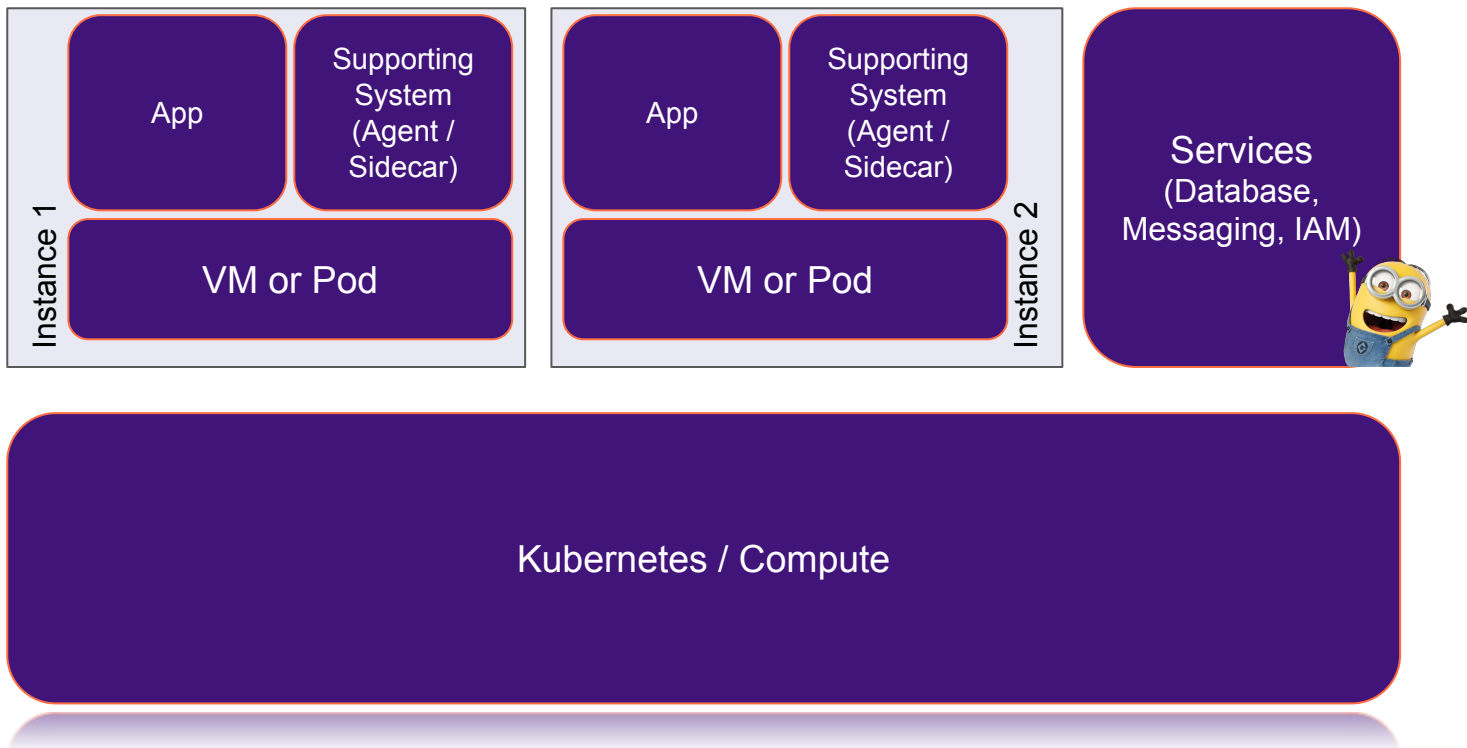 App
Supporting
System
(Agent /
Sidecar)
VM or Pod
Instance 1
App
Supporting
System
(Agent /
Sidecar)
VM or Pod
Instance 2
Services
(Database,
Messaging, IAM)
Kubernetes / Compute